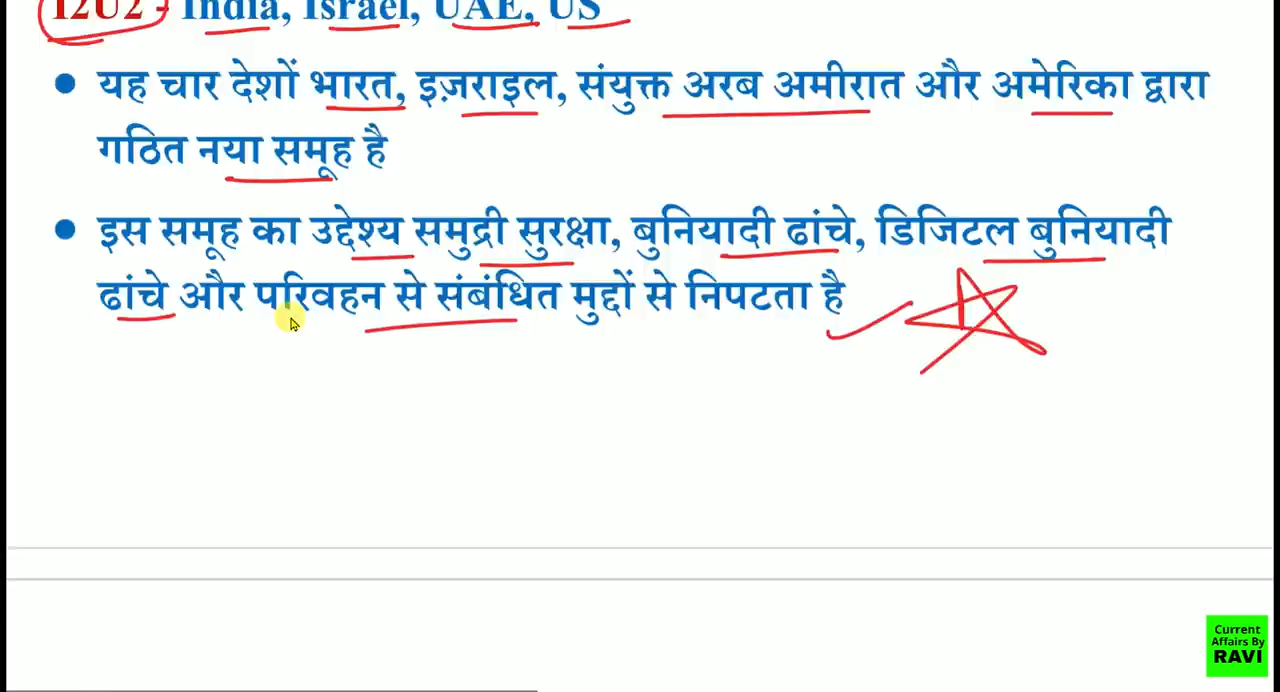 I2U2 - India, Israel, UAE, US
• यह चार देशों भारत, इज़राइल, संयुक्त अरब अमीरात और अमेरिका द्वारा
गठित नया समूह है
• इस समूह का उद्देश्य समुद्री सुरक्षा, बुनियादी ढांचे, डिजिटल बुनियादी
ढांचे और परिवहन से संबंधित मुद्दों से निपटता है
Current
Affairs By
RAVI